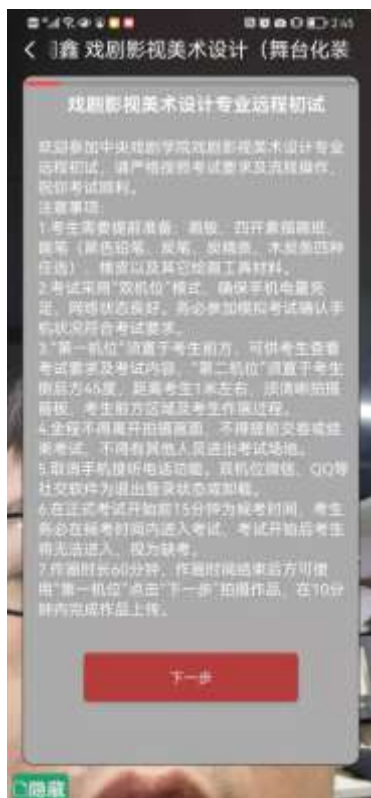 2:45
鑫 戏剧影视美术设计（舞台化装
戏剧影视美术设计专业远程初试
欢迎参加中央戏剧学院戏剧影视美术设计专业
远程初试，请严格按照考试要求及流程操作，
祝你考试顺利。
注意事项：
1.考生需要提前准备：画板、四开素描画纸、
画笔（黑色铅笔、炭笔、炭精条、木炭条四种
任选）、橡皮以及其它绘画工具材料。
2.考试采用“双机位”模式，确保手机电量充
足，网络状态良好。务必参加模拟考试确认手
机状况符合考试要求。
3.“第一机位”须置于考生前方，可供考生查看
考试要求及考试内容，“第二机位”须置于考生
侧后方45度，距离考生1米左右，须清晰拍摄
画板、考生前方区域及考生作画过程。
4.全程不得离开拍摄画面，不得提前交卷或结
束考试，不得有其他人员进出考试场地。
5.取消手机接听电话功能，双机位微信、QQ等
社交软件为退出登录状态或卸载。
6.在正式考试开始前15分钟为候考时间，考生
务必在候考时间内进入考试，考试开始后考生
将无法进入，视为缺考。
7.作画时长60分钟，作画时间结束后方可使
用“第一机位”点击“下一步”拍摄作品，在10分
钟内完成作品上传。
下一步
隐藏